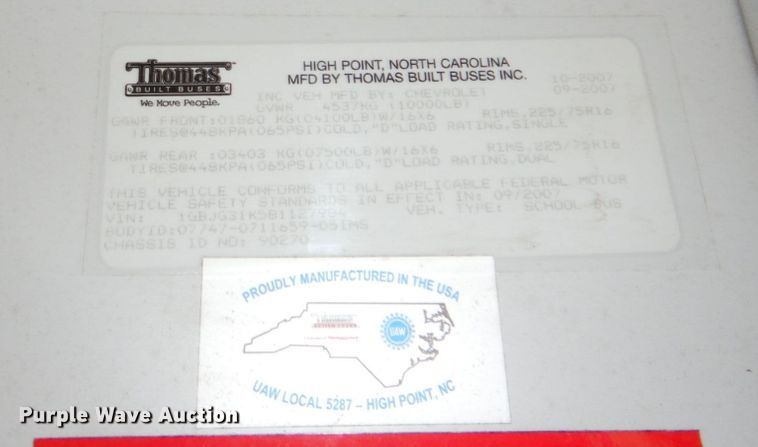 Thomas
BUILT BUSES
We Move People.
HIGH POINT, NORTH CAROLINA
MFD BY THOMAS BUILT BUSES INC.
10-2007
INC VEH MFD BY: CHEVROLET 09-2007
GVWR 4537KG (10000LB)
GAWR FRONT:01860 KG(04100LB)W/16X6 RIMS,225/75R16
TIRES@448KPA(065PSI)COLD,"D"LOAD RATING,SINGLE
GAWR REAR :03403 KG(07500LB)W/16X6 RIMS,225/75R16
TIRES@448KPA(065PSI)COLD,"D"LOAD RATING,DUAL
THIS VEHICLE CONFORMS TO ALL APPLICABLE FEDERAL MOTOR
VEHICLE SAFETY STANDARDS IN EFFECT IN: 09/2007
VIN: VEH. TYPE: SCHOOL BUS
BODYID:07747-0711659-05IMS
CHASSIS ID NO: 90270
PROUDLY MANUFACTURED IN THE USA
UAW
UAW LOCAL 5287 – HIGH POINT, NC
Purple Wave Auction